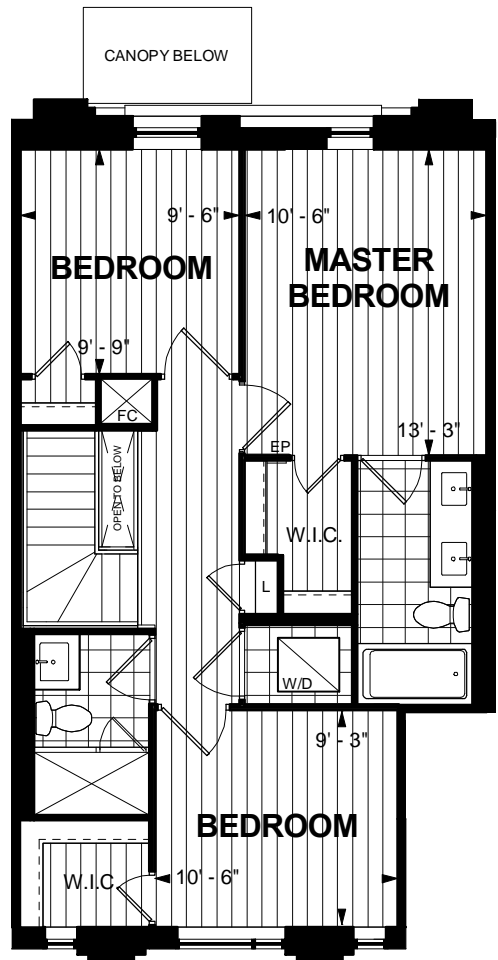 CANOPY BELOW
9' - 6"
10' - 6"
BEDROOM
MASTER
BEDROOM
9' - 9"
FC
13' - 3"
EP
OPEN TO BELOW
W.I.C.
L
W/D
9' - 3"
BEDROOM
W.I.C
10' - 6"